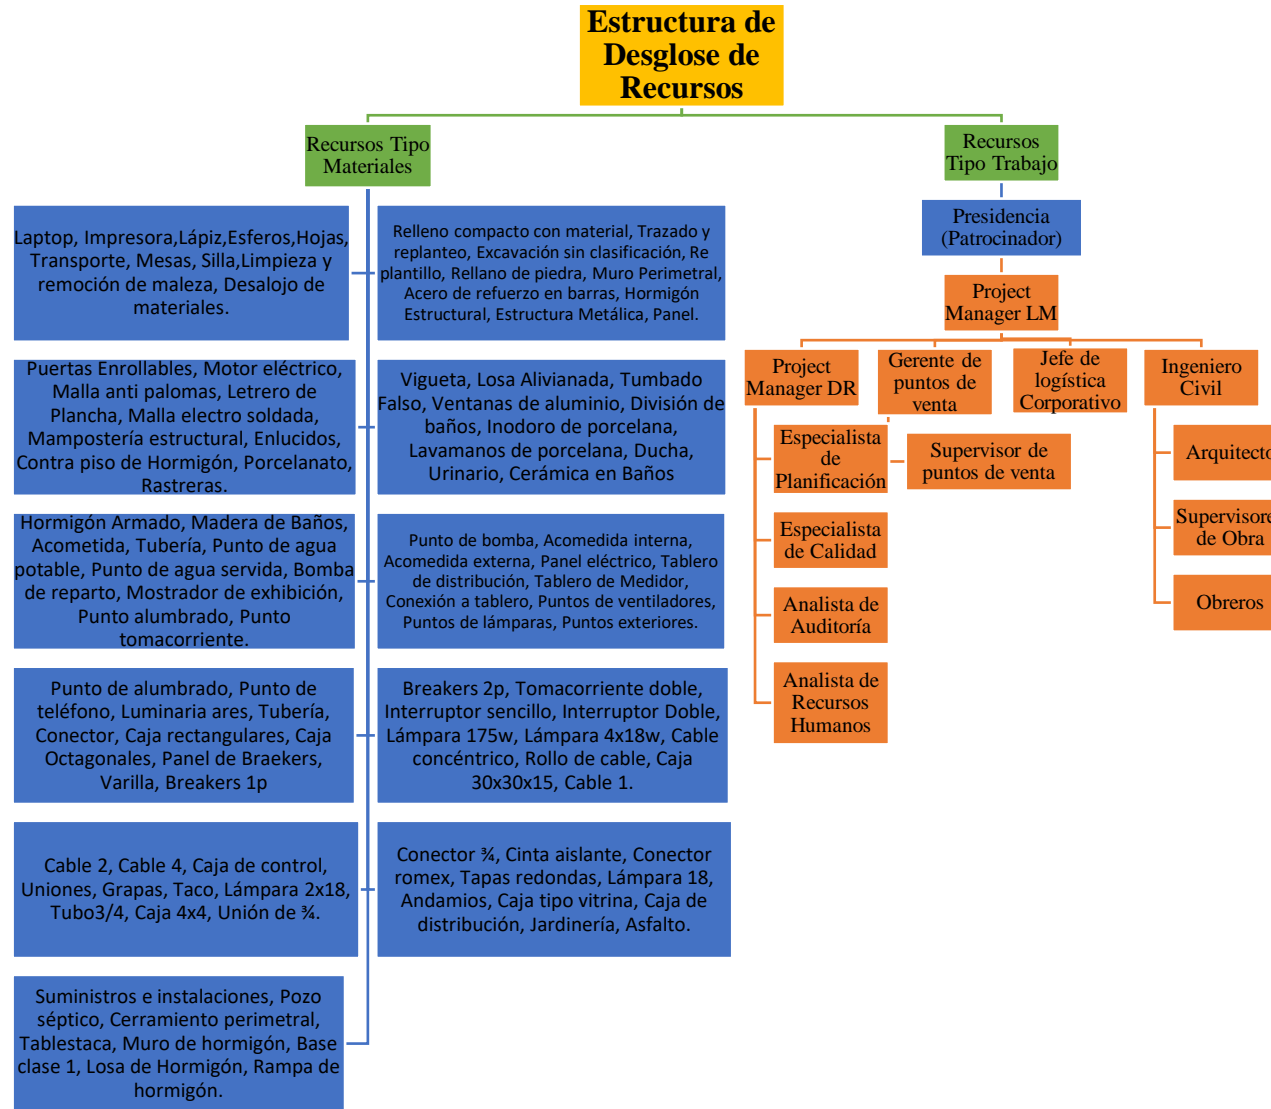 Estructura de
Desglose de
Recursos
Recursos Tipo
Materiales
Laptop, Impresora,Lápiz,Esferos,Hojas,
Transporte, Mesas, Silla,Limpieza y
remoción de maleza, Desalojo de
materiales.
Relleno compacto con material, Trazado y
replanteo, Excavación sin clasificación, Re
plantillo, Rellano de piedra, Muro Perimetral,
Acero de refuerzo en barras, Hormigón
Estructural, Estructura Metálica, Panel.
Puertas Enrollables, Motor eléctrico,
Malla anti palomas, Letrero de
Plancha, Malla electro soldada,
Mampostería estructural, Enlucidos,
Contra piso de Hormigón, Porcelanato,
Rastreras.
Vigueta, Losa Alivianada, Tumbado
Falso, Ventanas de aluminio, División de
baños, Inodoro de porcelana,
Lavamanos de porcelana, Ducha,
Urinario, Cerámica en Baños
Hormigón Armado, Madera de Baños,
Acometida, Tubería, Punto de agua
potable, Punto de agua servida, Bomba
de reparto, Mostrador de exhibición,
Punto alumbrado, Punto
tomacorriente.
Punto de bomba, Acomedida interna,
Acomedida externa, Panel eléctrico, Tablero
de distribución, Tablero de Medidor,
Conexión a tablero, Puntos de ventiladores,
Puntos de lámparas, Puntos exteriores.
Punto de alumbrado, Punto de
teléfono, Luminaria ares, Tubería,
Conector, Caja rectangulares, Caja
Octagonales, Panel de Braekers,
Varilla, Breakers 1p
Breakers 2p, Tomacorriente doble,
Interruptor sencillo, Interruptor Doble,
Lámpara 175w, Lámpara 4x18w, Cable
concéntrico, Rollo de cable, Caja
30x30x15, Cable 1.
Cable 2, Cable 4, Caja de control,
Uniones, Grapas, Taco, Lámpara 2x18,
Tubo3/4, Caja 4x4, Unión de ¾.
Conector ¾, Cinta aislante, Conector
romex, Tapas redondas, Lámpara 18,
Andamios, Caja tipo vitrina, Caja de
distribución, Jardinería, Asfalto.
Suministros e instalaciones, Pozo
séptico, Cerramiento perimetral,
Tablestaca, Muro de hormigón, Base
clase 1, Losa de Hormigón, Rampa de
hormigón.
Recursos
Tipo Trabajo
Presidencia
(Patrocinador)
Project
Manager LM
Project
Manager DR
Especialista
de
Planificación
Especialista
de Calidad
Analista de
Auditoría
Analista de
Recursos
Humanos
Gerente de
puntos de
venta
Supervisor de
puntos de venta
Jefe de
logística
Corporativo
Ingeniero
Civil
Arquitecto
Supervisore
de Obra
Obreros